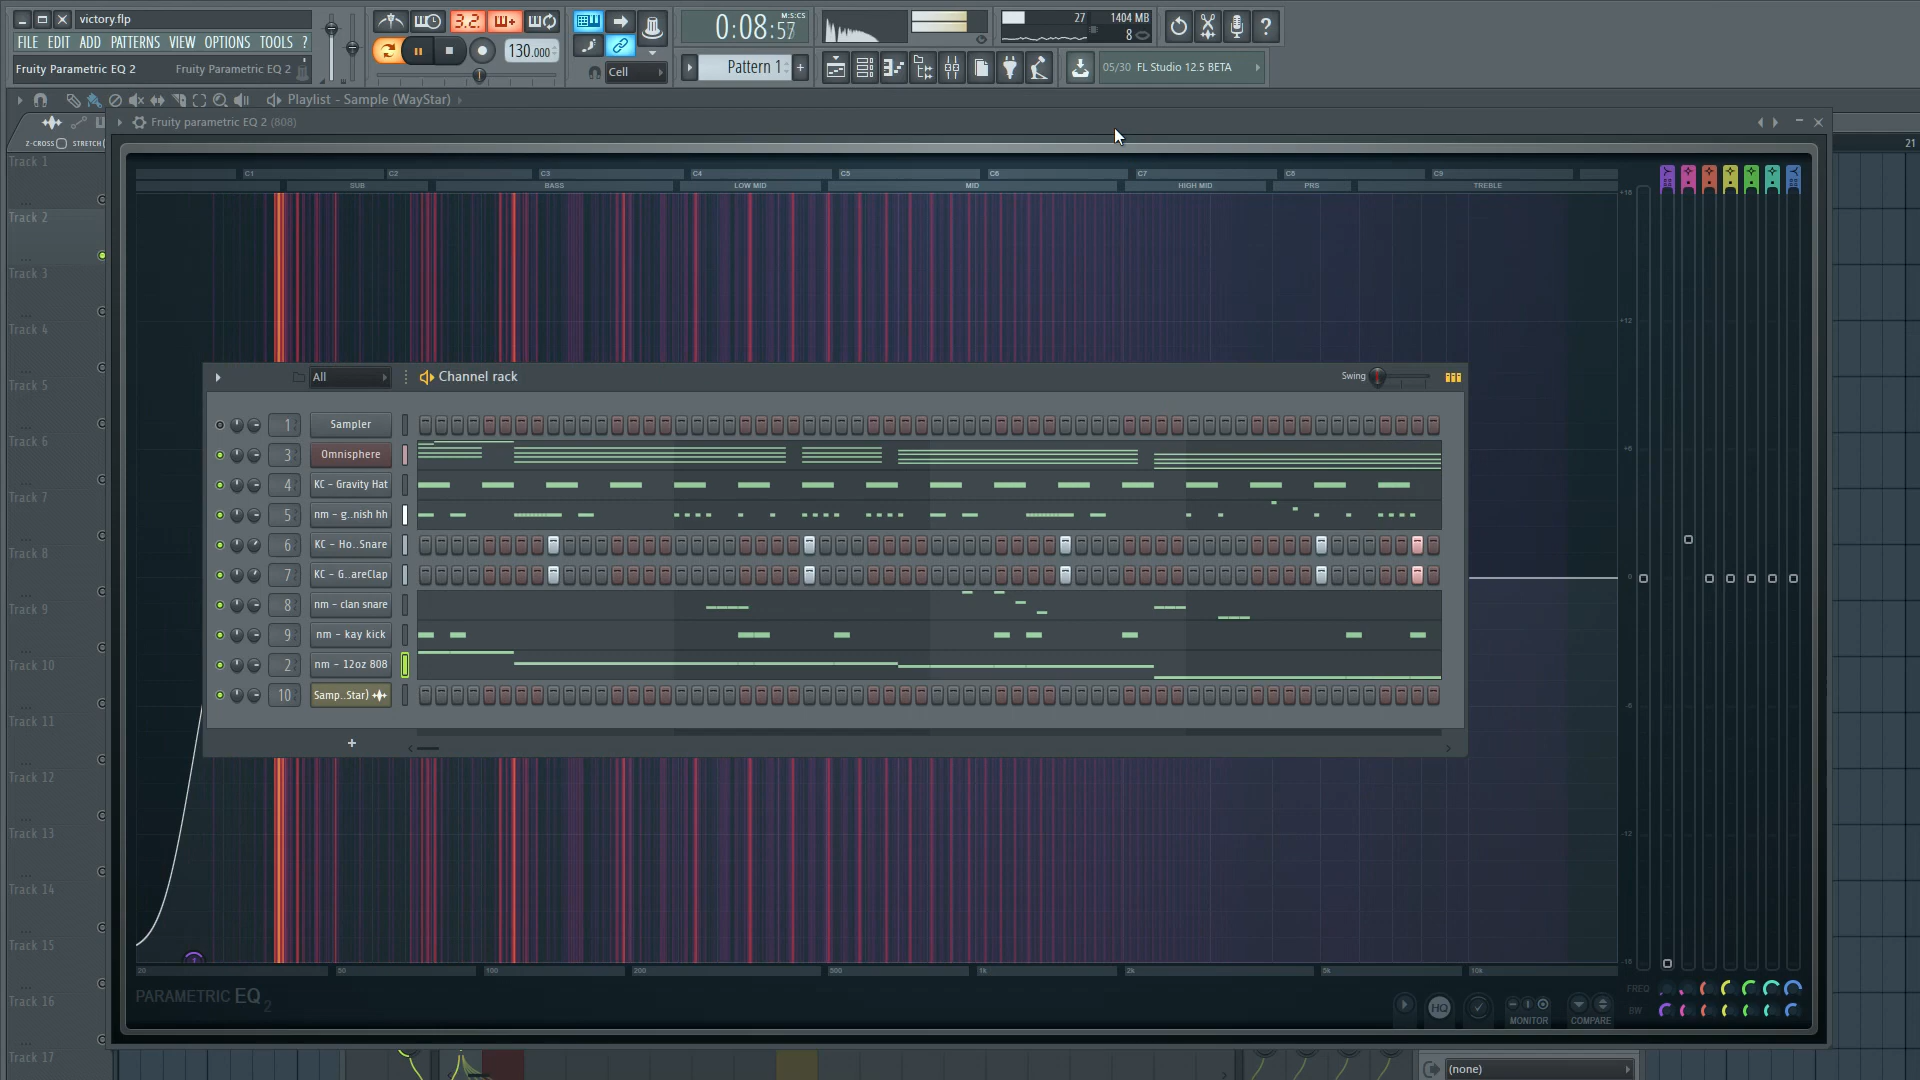 victory.flp
FILE EDIT ADD PATTERNS VIEW OPTIONS TOOLS ?
Fruity Parametric EQ 2 Fruity Parametric EQ 2
3.2.
130.000
Cell
0:08:57
M:S:CS
Pattern 1
+
27
1404 MB
8
?
05/30 FL Studio 12.5 BETA
Playlist - Sample (WayStar)
Z-CROSS STRETCH
Fruity parametric EQ 2 (808)
21
Track 1
Track 2
Track 3
Track 4
Track 5
Track 6
Track 7
Track 8
Track 9
Track 10
Track 11
Track 12
Track 13
Track 14
Track 15
Track 16
Track 17
C1 C2 C3 C4 C5 C6 C7 C8 C9
SUB BASS LOW MID MID HIGH MID PRS TREBLE
All
Channel rack
Swing
1 Sampler
3 Omnisphere
4 KC - Gravity Hat
5 nm - g..nish hh
6 KC - Ho..Snare
7 KC - G..areClap
8 nm - clan snare
9 nm - kay kick
2 nm - 12oz 808
10 Samp..Star)
+
+12
+6
0
-6
-12
1
20 50 100 200 500 1k 2k 5k 10k
PARAMETRIC EQ 2
HQ
MONITOR
COMPARE
FREQ
BW
(none)